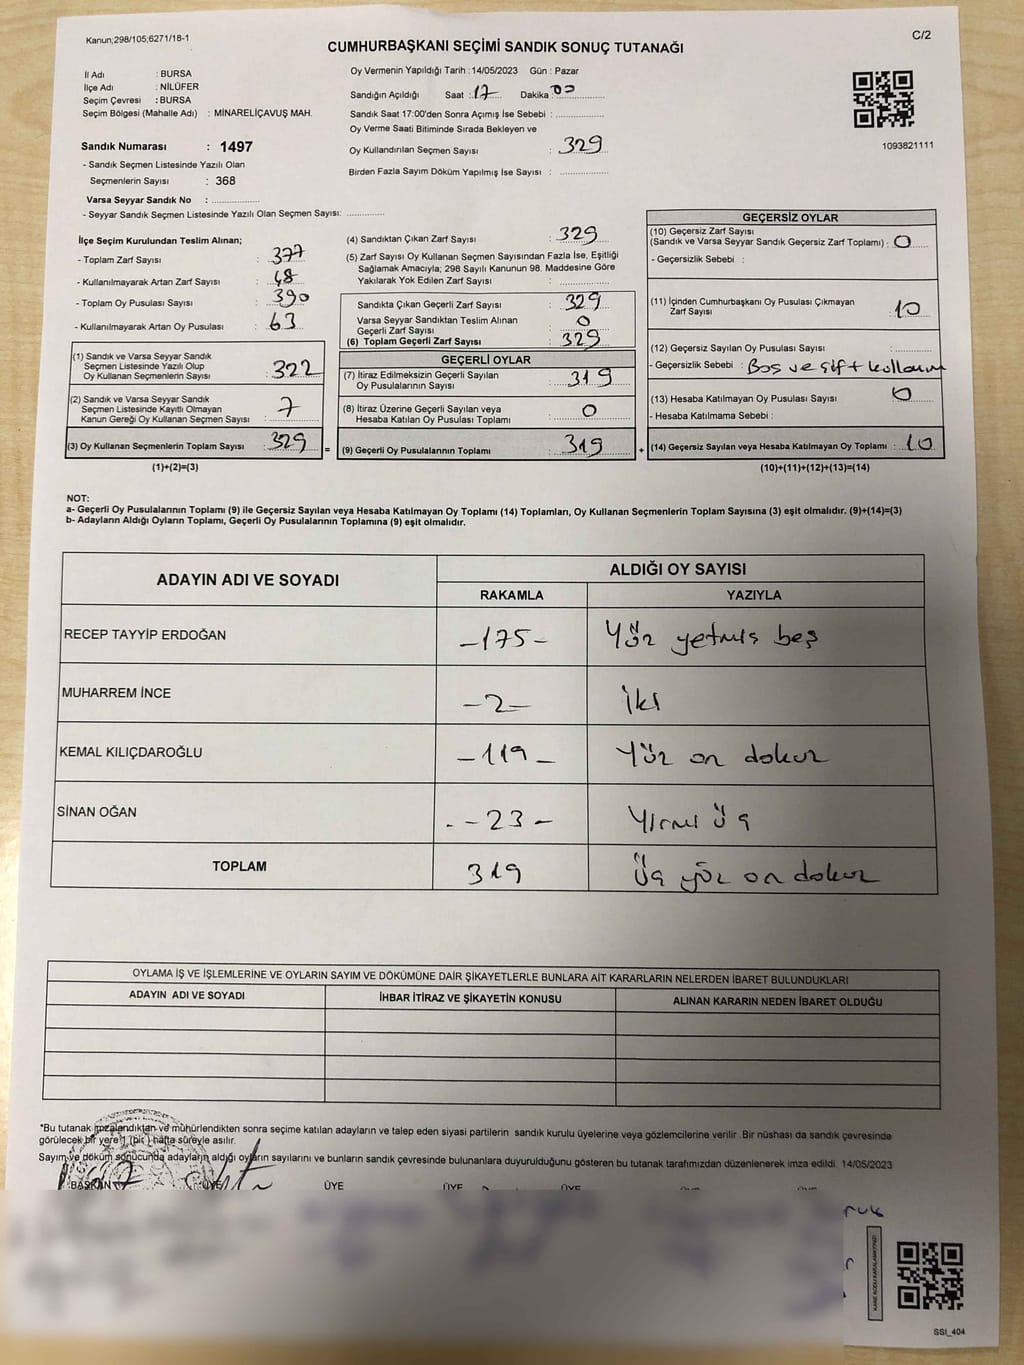 Kanun;298/105;6271/18-1
C/2
CUMHURBAŞKANI SEÇİMİ SANDIK SONUÇ TUTANAĞI
İl Adı : BURSA
İlçe Adı : NİLÜFER
Seçim Çevresi : BURSA
Seçim Bölgesi (Mahalle Adı) : MİNARELİÇAVUŞ MAH.
Sandık Numarası : 1497
- Sandık Seçmen Listesinde Yazılı Olan
Seçmenlerin Sayısı : 368
Varsa Seyyar Sandık No :
- Seyyar Sandık Seçmen Listesinde Yazılı Olan Seçmen Sayısı:
Oy Vermenin Yapıldığı Tarih : 14/05/2023 Gün : Pazar
Sandığın Açıldığı Saat : 17 Dakika : 00
Sandık Saat 17:00'den Sonra Açımış İse Sebebi :
Oy Verme Saati Bitiminde Sırada Bekleyen ve
Oy Kullandırılan Seçmen Sayısı : 329
Birden Fazla Sayım Döküm Yapılmış İse Sayısı :
1093821111
İlçe Seçim Kurulundan Teslim Alınan;
- Toplam Zarf Sayısı : 377
- Kullanılmayarak Artan Zarf Sayısı : 48
- Toplam Oy Pusulası Sayısı : 390
- Kullanılmayarak Artan Oy Pusulası : 63
(1) Sandık ve Varsa Seyyar Sandık
Seçmen Listesinde Yazılı Olup
Oy Kullanan Seçmenlerin Sayısı : 322
(2) Sandık ve Varsa Seyyar Sandık
Seçmen Listesinde Kayıtlı Olmayan
Kanun Gereği Oy Kullanan Seçmen Sayısı : 7
(3) Oy Kullanan Seçmenlerin Toplam Sayısı : 329 =
(1)+(2)=(3)
(4) Sandıktan Çıkan Zarf Sayısı : 329
(5) Zarf Sayısı Oy Kullanan Seçmen Sayısından Fazla İse, Eşitliği
Sağlamak Amacıyla; 298 Sayılı Kanunun 98. Maddesine Göre
Yakılarak Yok Edilen Zarf Sayısı :
Sandıkta Çıkan Geçerli Zarf Sayısı : 329
Varsa Seyyar Sandıktan Teslim Alınan
Geçerli Zarf Sayısı : 0
(6) Toplam Geçerli Zarf Sayısı : 329
GEÇERLİ OYLAR
(7) İtiraz Edilmeksizin Geçerli Sayılan
Oy Pusulalarının Sayısı : 319
(8) İtiraz Üzerine Geçerli Sayılan veya
Hesaba Katılan Oy Pusulası Toplamı : 0
(9) Geçerli Oy Pusulalarının Toplamı : 319 +
GEÇERSİZ OYLAR
(10) Geçersiz Zarf Sayısı
(Sandık ve Varsa Seyyar Sandık Geçersiz Zarf Toplamı) : 0
- Geçersizlik Sebebi :
(11) İçinden Cumhurbaşkanı Oy Pusulası Çıkmayan
Zarf Sayısı : 10
(12) Geçersiz Sayılan Oy Pusulası Sayısı :
- Geçersizlik Sebebi : Boş ve çift kullanım
(13) Hesaba Katılmayan Oy Pusulası Sayısı : 0
- Hesaba Katılmama Sebebi :
(14) Geçersiz Sayılan veya Hesaba Katılmayan Oy Toplamı : 10
(10)+(11)+(12)+(13)=(14)
NOT:
a- Geçerli Oy Pusulalarının Toplamı (9) ile Geçersiz Sayılan veya Hesaba Katılmayan Oy Toplamı (14) Toplamları, Oy Kullanan Seçmenlerin Toplam Sayısına (3) eşit olmalıdır. (9)+(14)=(3)
b- Adayların Aldığı Oyların Toplamı, Geçerli Oy Pusulalarının Toplamına (9) eşit olmalıdır.
ADAYIN ADI VE SOYADI ALDIĞI OY SAYISI
RAKAMLA YAZIYLA
RECEP TAYYİP ERDOĞAN -175- Yüz yetmiş beş
MUHARREM İNCE -2- iki
KEMAL KILIÇDAROĞLU -119- Yüz on dokuz
SİNAN OĞAN --23- Yirmi üç
TOPLAM 319 Üç yüz on dokuz
OYLAMA İŞ VE İŞLEMLERİNE VE OYLARIN SAYIM VE DÖKÜMÜNE DAİR ŞİKAYETLERLE BUNLARA AİT KARARLARIN NELERDEN İBARET BULUNDUKLARI
ADAYIN ADI VE SOYADI İHBAR İTİRAZ VE ŞİKAYETİN KONUSU ALINAN KARARIN NEDEN İBARET OLDUĞU
*Bu tutanak imzalandıktan ve mühürlendikten sonra seçime katılan adayların ve talep eden siyasi partilerin sandık kurulu üyelerine veya gözlemcilerine verilir .Bir nüshası da sandık çevresinde
görülecek bir yere 1 (bir) hafta süreyle asılır.
Sayım ve döküm sonucunda adayların aldığı oyların sayılarını ve bunların sandık çevresinde bulunanlara duyurulduğunu gösteren bu tutanak tarafımızdan düzenlenerek imza edildi. 14/05/2023
BAŞKAN ÜYE ÜYE ÜYE ÜYE
SSI_404